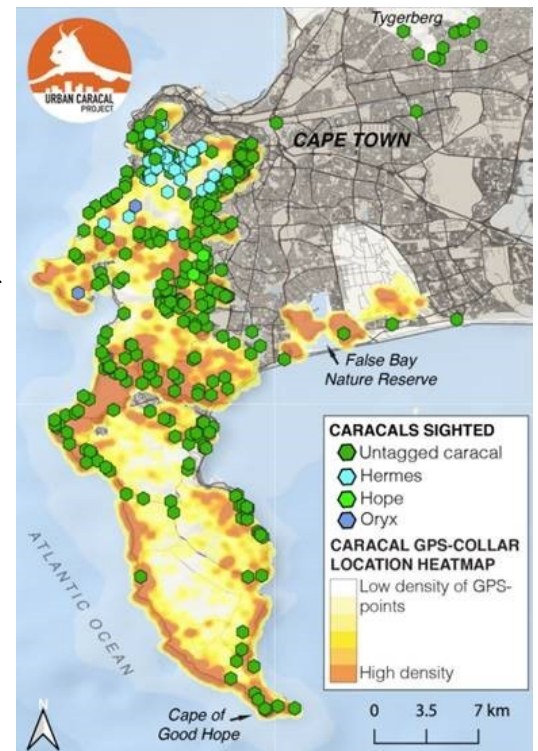 Tygerberg
URBAN CARACAL
PROJECT
CAPE TOWN
False Bay
Nature Reserve
CARACALS SIGHTED
Untagged caracal
Hermes
Hope
Oryx
CARACAL GPS-COLLAR
LOCATION HEATMAP
Low density of GPS-
points
High density
ATLANTIC OCEAN
Cape of
Good Hope
N
0 3.5 7 km